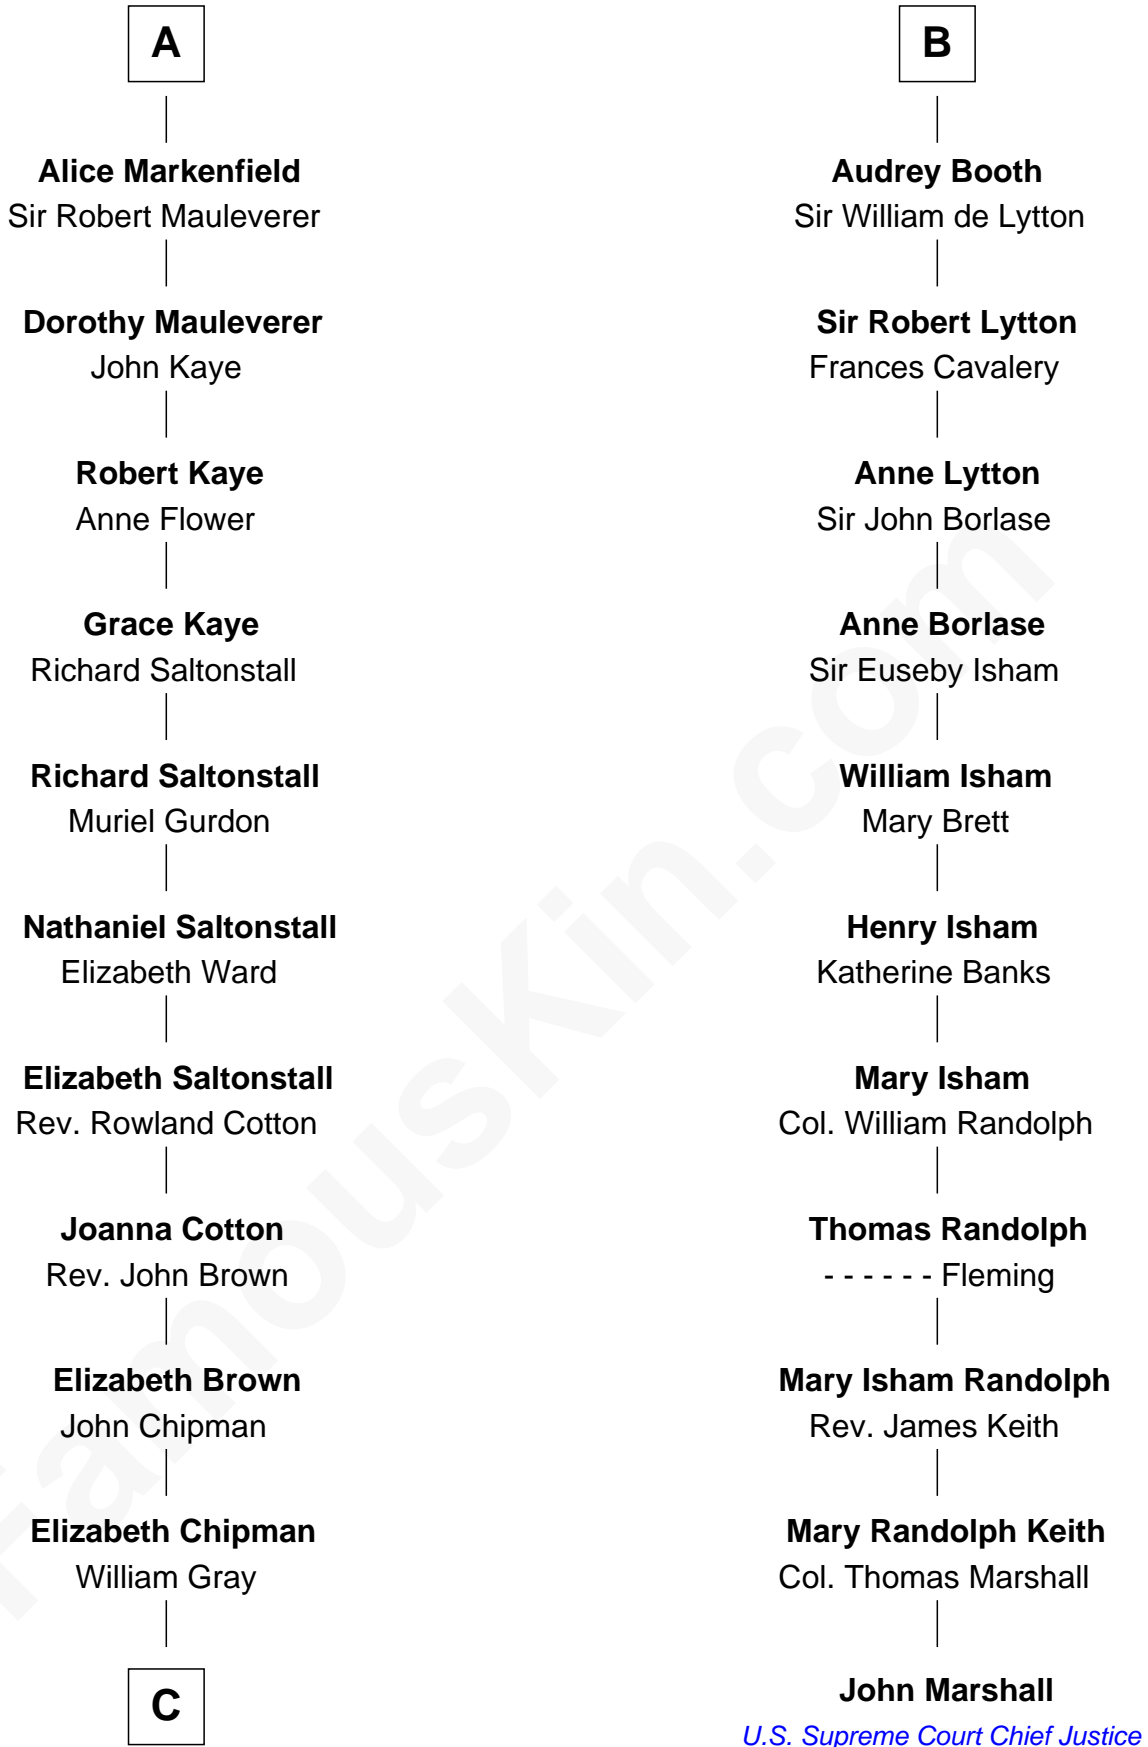 A
Alice Markenfield
Sir Robert Mauleverer
Dorothy Mauleverer
John Kaye
Robert Kaye
Anne Flower
Grace Kaye
Richard Saltonstall
Richard Saltonstall
Muriel Gurdon
Nathaniel Saltonstall
Elizabeth Ward
Elizabeth Saltonstall
Rev. Rowland Cotton
Joanna Cotton
Rev. John Brown
Elizabeth Brown
John Chipman
Elizabeth Chipman
William Gray
C
B
Audrey Booth
Sir William de Lytton
Sir Robert Lytton
Frances Cavalery
Anne Lytton
Sir John Borlase
Anne Borlase
Sir Euseby Isham
William Isham
Mary Brett
Henry Isham
Katherine Banks
Mary Isham
Col. William Randolph
Thomas Randolph
- - - - - - Fleming
Mary Isham Randolph
Rev. James Keith
Mary Randolph Keith
Col. Thomas Marshall
John Marshall
U.S. Supreme Court Chief Justice
FamousKin.com